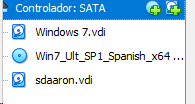 Controlador: SATA
Windows 7.vdi
Win7_Ult_SP1_Spanish_x64 ...
sdaaron.vdi